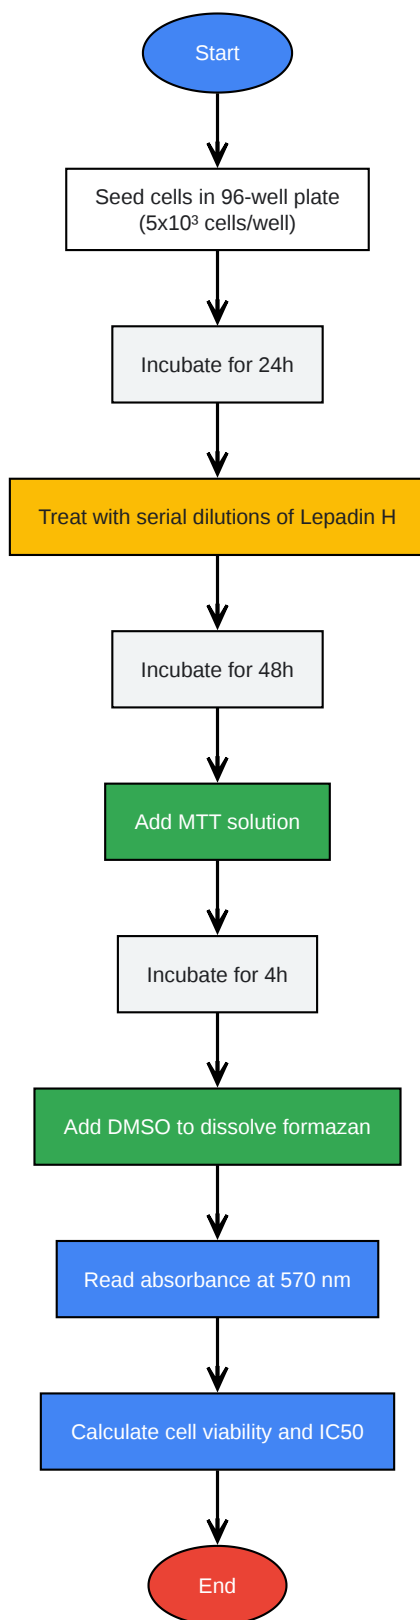 Start
Seed cells in 96-well plate
(5x10³ cells/well)
Incubate for 24h
Treat with serial dilutions of Lepadin H
Incubate for 48h
Add MTT solution
Incubate for 4h
Add DMSO to dissolve formazan
Read absorbance at 570 nm
Calculate cell viability and IC50
End